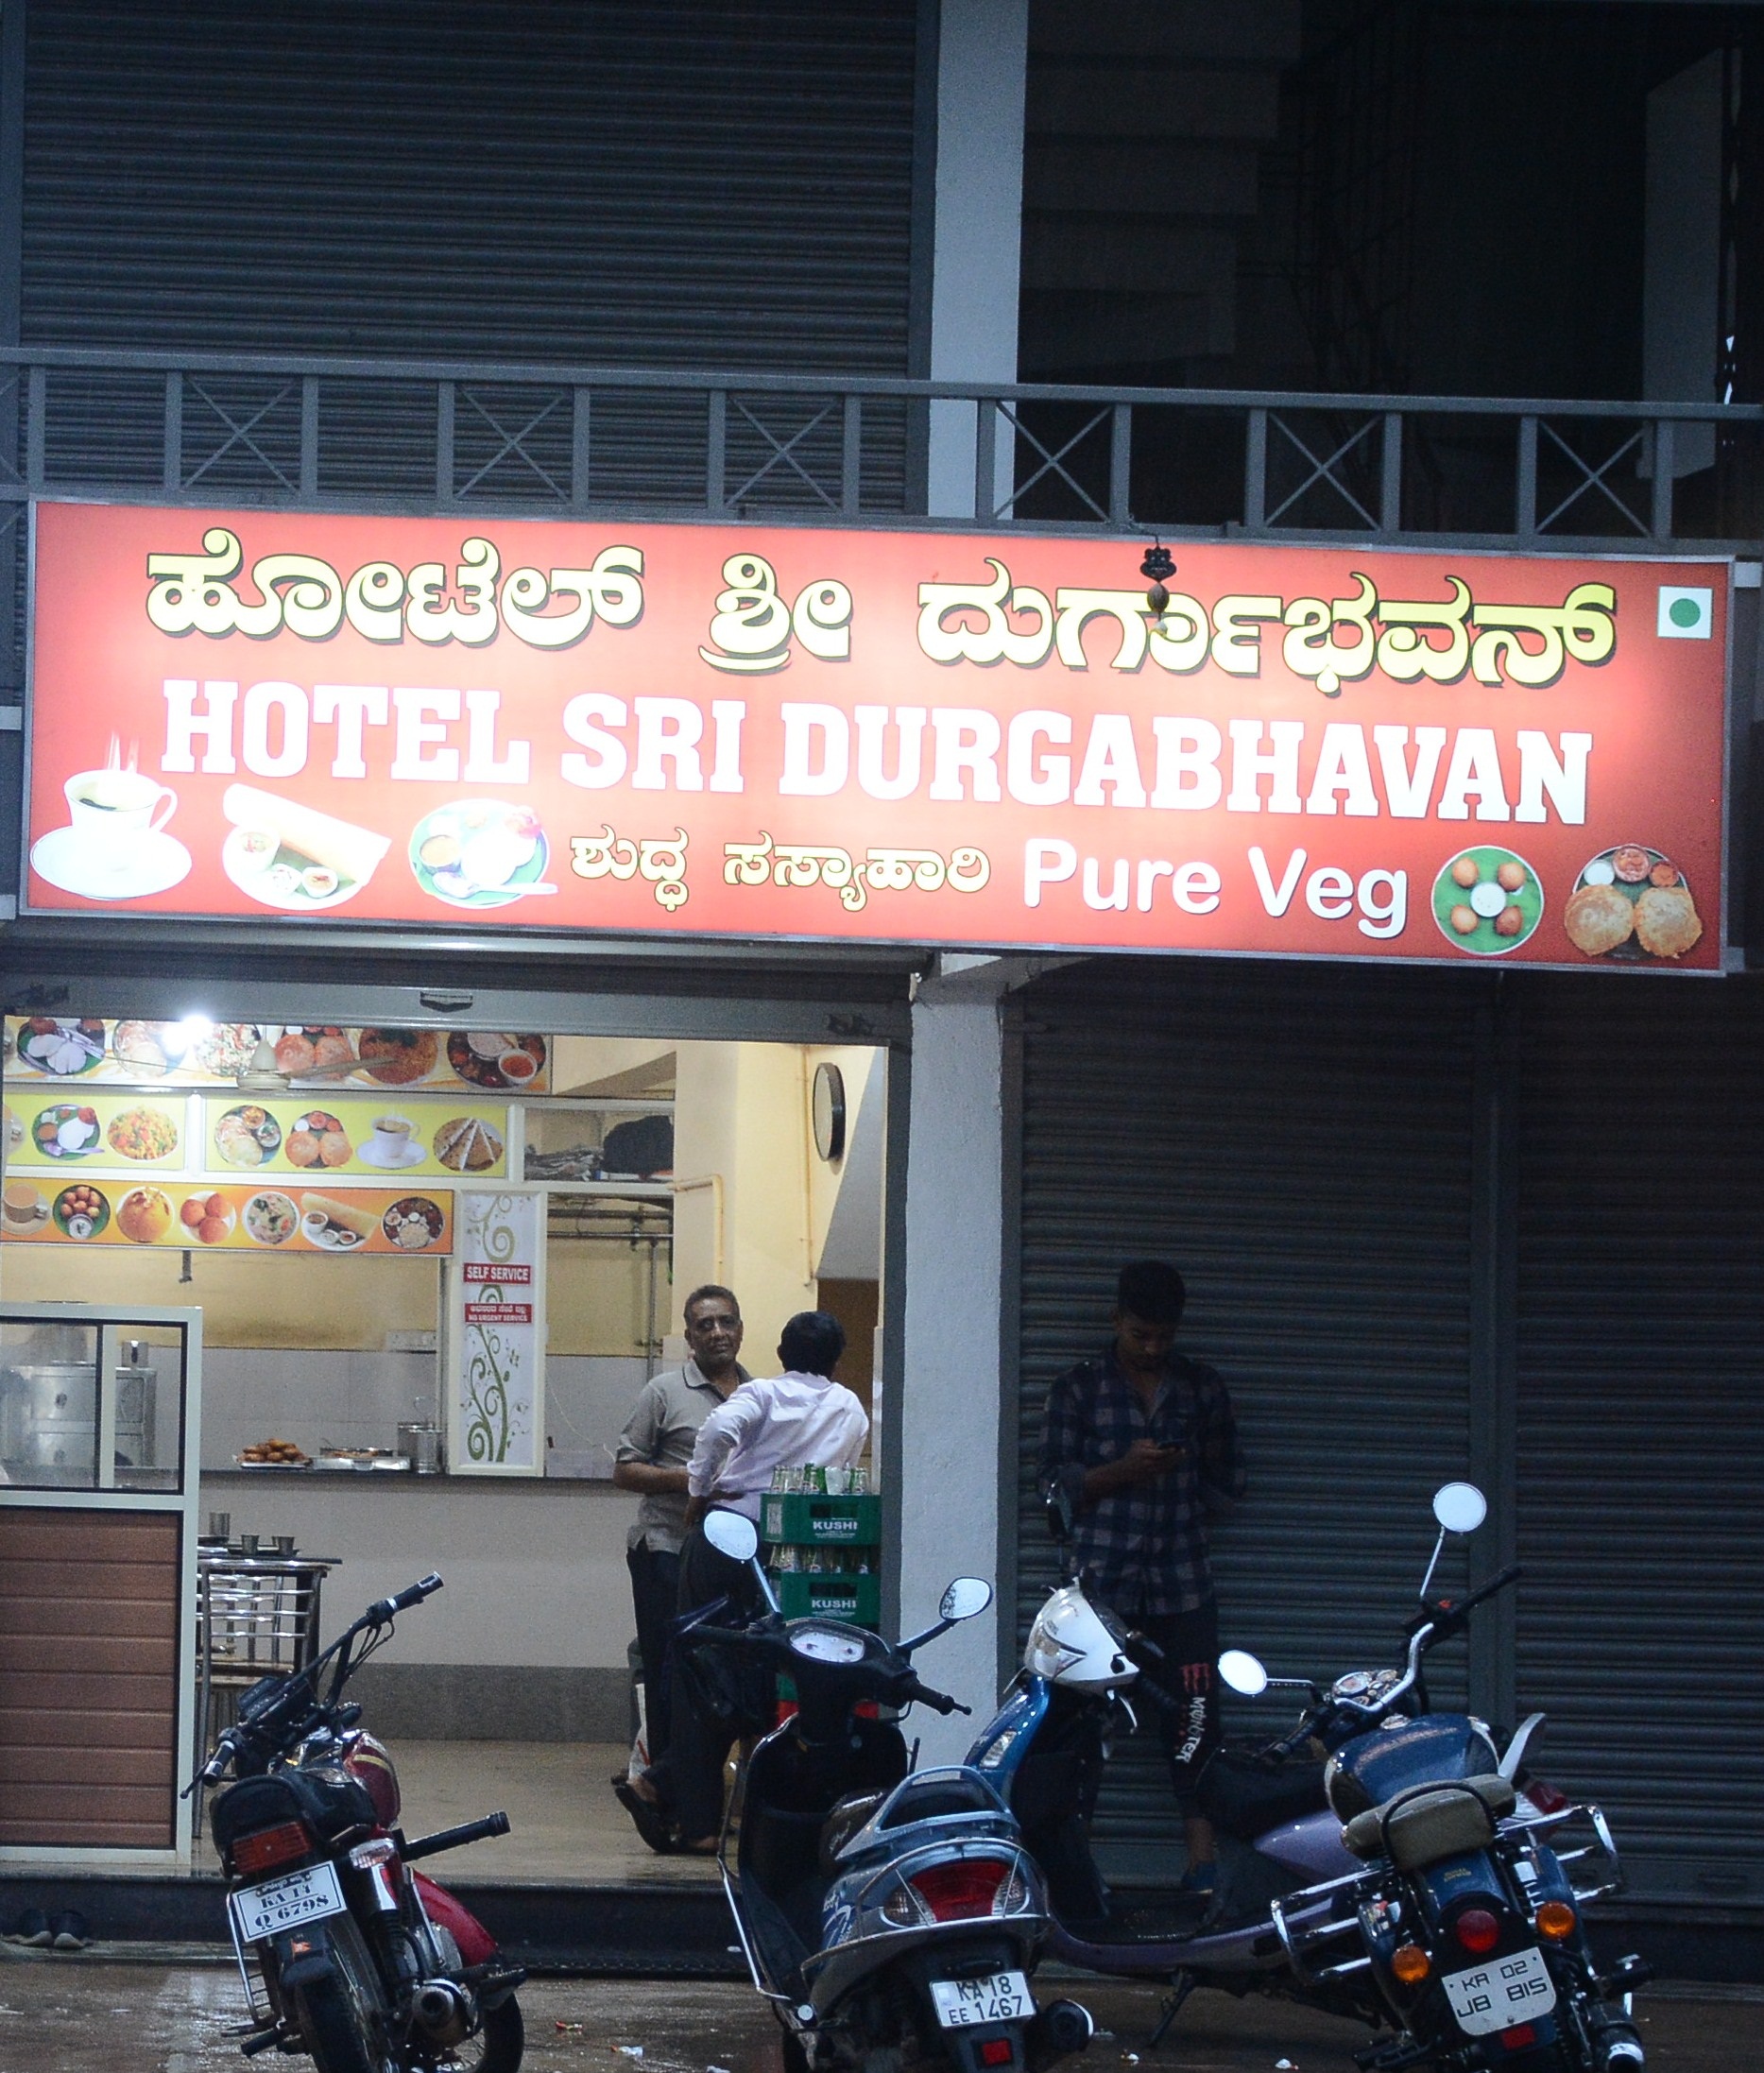 ಹೋಟೆಲ್ ಶ್ರೀ ದುರ್ಗಾಭವನ್
HOTEL SRI DURGABHAVAN
ಶುದ್ಧ ಸಸ್ಯಾಹಾರಿ Pure Veg
SELF SERVICE
NO URGENT SERVICE
KUSHI
KUSHI
MONSTER
KA 14
Q 6798
KA 18
EE 1467
KA 02
JB 815